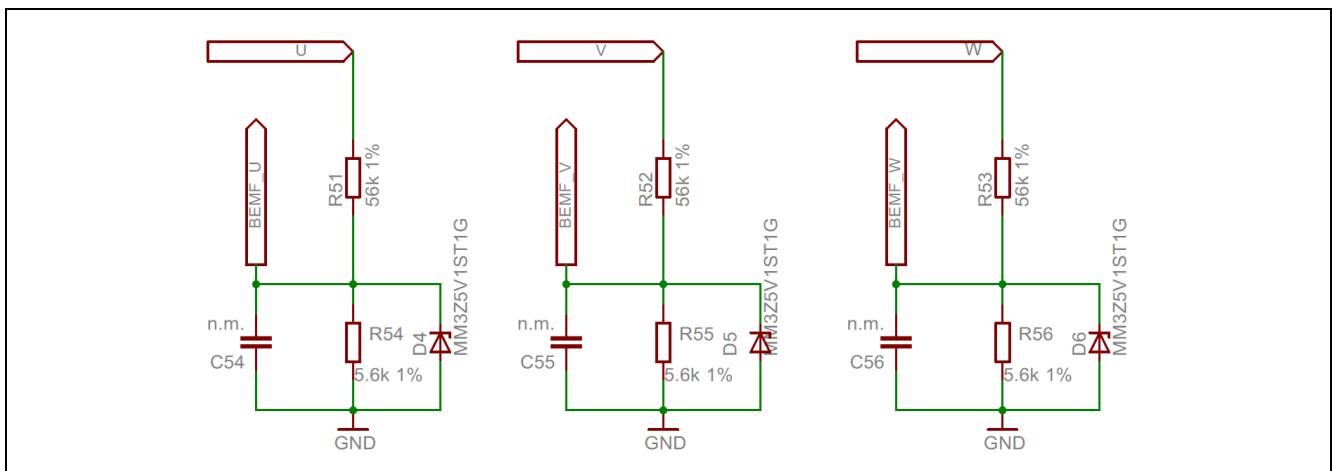 U
BEMF_U
R51
56k 1%
n.m.
C54
R54
5.6k 1%
D4
MM3Z5V1ST1G
GND
V
BEMF_V
R52
56k 1%
n.m.
C55
R55
5.6k 1%
D5
MM3Z5V1ST1G
GND
W
BEMF_W
R53
56k 1%
n.m.
C56
R56
5.6k 1%
D6
MM3Z5V1ST1G
GND